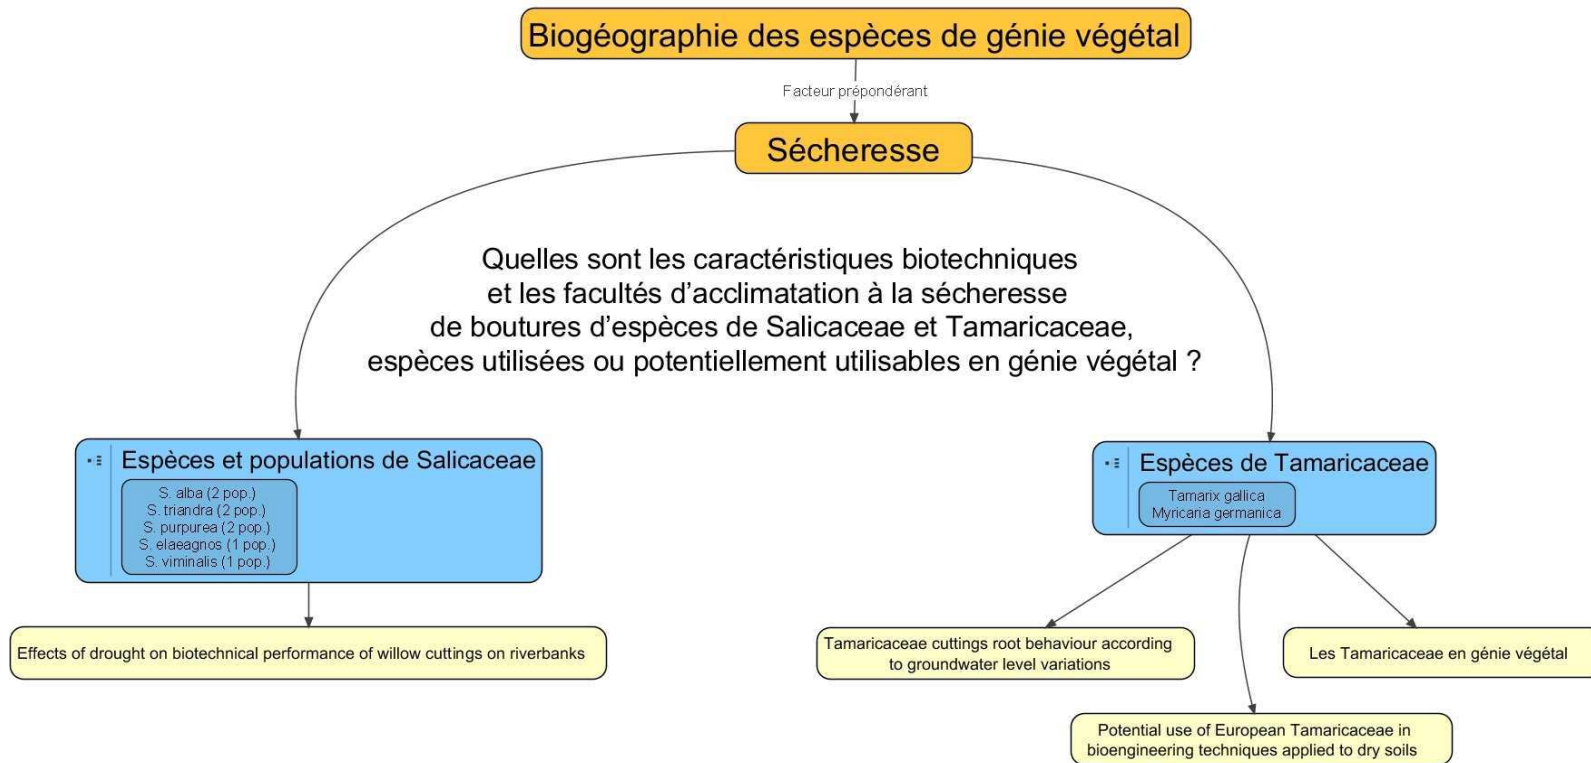 Biogéographie des espèces de génie végétal
Facteur prépondérant
Sécheresse
Quelles sont les caractéristiques biotechniques
et les facultés d'acclimatation à la sécheresse
de boutures d'espèces de Salicaceae et Tamaricaceae,
espèces utilisées ou potentiellement utilisables en génie végétal ?
Espèces et populations de Salicaceae
S. alba (2 pop.)
S. triandra (2 pop.)
S. purpurea (2 pop.)
S. elaeagnos (1 pop.)
S. viminalis (1 pop.)
Espèces de Tamaricaceae
Tamarix gallica
Myricaria germanica
Effects of drought on biotechnical performance of willow cuttings on riverbanks
Tamaricaceae cuttings root behaviour according
to groundwater level variations
Les Tamaricaceae en génie végétal
Potential use of European Tamaricaceae in
bioengineering techniques applied to dry soils